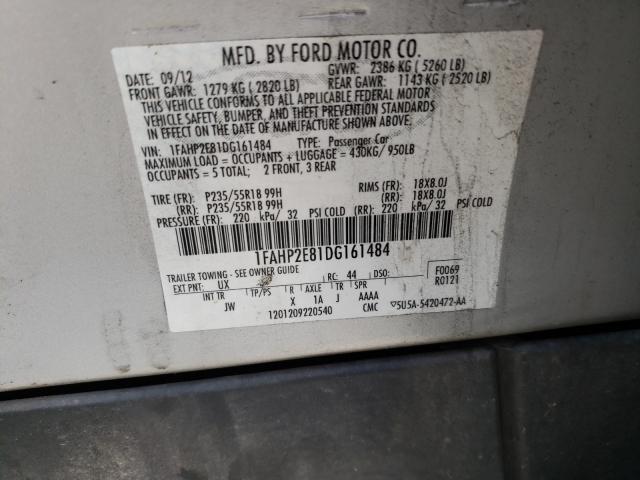 MFD. BY FORD MOTOR CO.
DATE: 09/12 GVWR: 2386 KG ( 5260 LB)
FRONT GAWR: 1279 KG ( 2820 LB) REAR GAWR: 1143 KG ( 2520 LB)
THIS VEHICLE CONFORMS TO ALL APPLICABLE FEDERAL MOTOR
VEHICLE SAFETY, BUMPER, AND THEFT PREVENTION STANDARDS
IN EFFECT ON THE DATE OF MANUFACTURE SHOWN ABOVE.
VIN: 1FAHP2E81DG161484 TYPE: Passenger Car
MAXIMUM LOAD = OCCUPANTS + LUGGAGE = 430KG/ 950LB
OCCUPANTS = 5 TOTAL; 2 FRONT, 3 REAR
TIRE (FR): P235/55R18 99H RIMS (FR): 18X8.0J
(RR): P235/55R18 99H (RR): 18X8.0J
PRESSURE (FR): 220 kPa/ 32 PSI COLD (RR): 220 kPa/ 32 PSI COLD
1FAHP2E81DG161484
TRAILER TOWING - SEE OWNER GUIDE
EXT PNT: UX RC: 44 DSO: F0069
INT TR TP/PS R AXLE TR SPR R0121
JW X 1A J AAAA
1201209220540 CMC ▽5U5A-5420472-AA